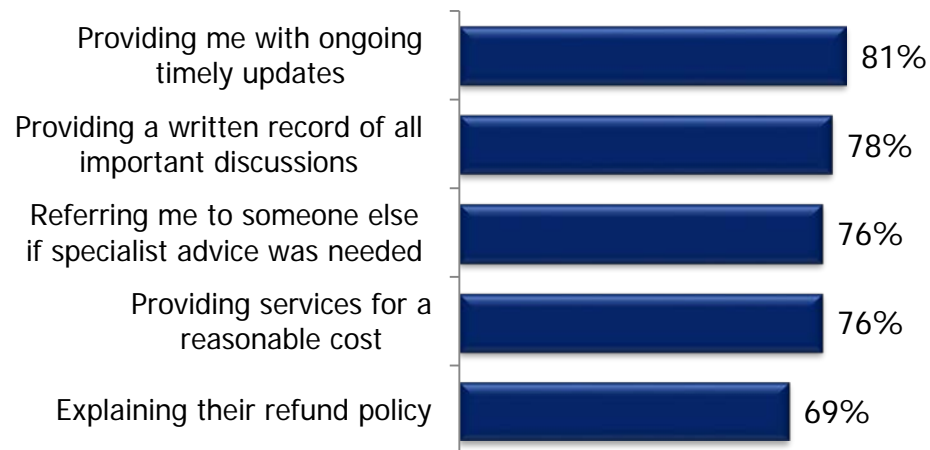 Providing me with ongoing
timely updates
81%
Providing a written record of all
important discussions
78%
Referring me to someone else
if specialist advice was needed
76%
Providing services for a
reasonable cost
76%
Explaining their refund policy
69%